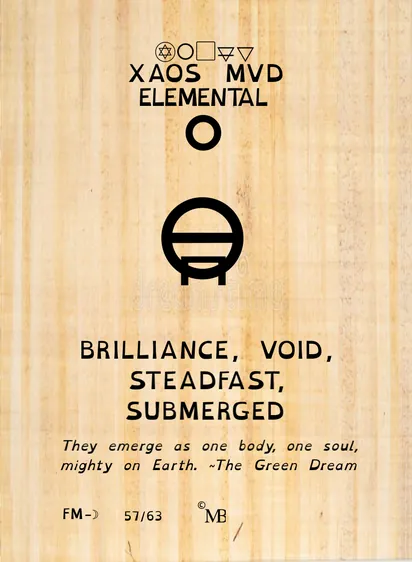 XAOS MVD
ELEMENTAL
BRILLIANCE, VOID,
STEADFAST,
SUBMERGED
They emerge as one body, one soul,
mighty on Earth. ~The Green Dream
FM-☽ 57/63 © MB